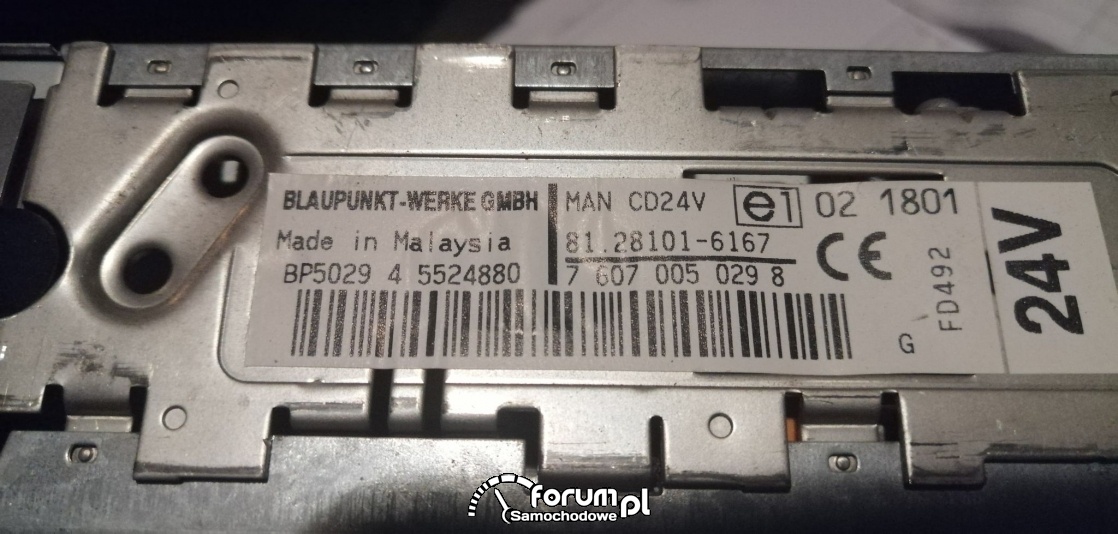 BLAUPUNKT-WERKE GMBH
Made in Malaysia
BP5029 4 5524880
MAN CD24V e1 02 1801
81.28101-6167
7 607 005 029 8
CE
G
FD492
24V
forum.pl
Samochodowe